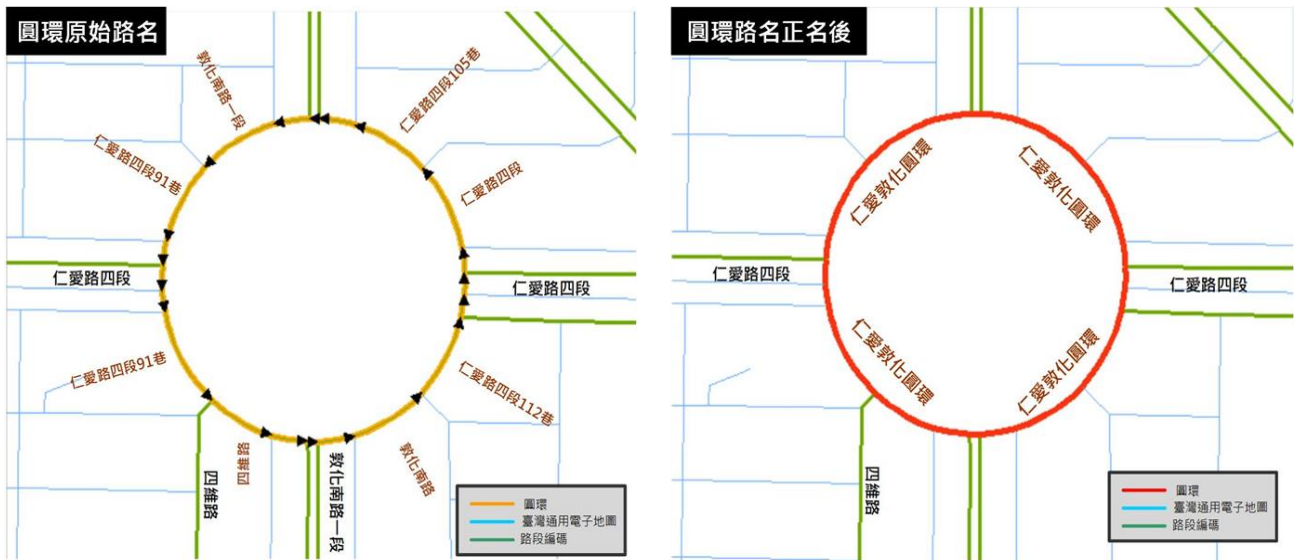 圓環原始路名
敦化南路一段
仁愛路四段105巷
仁愛路四段91巷
仁愛路四段
仁愛路四段
仁愛路四段
仁愛路四段91巷
仁愛路四段112巷
四維路
四維路
敦化南路一段
敦化南路
圓環
臺灣通用電子地圖
路段編碼
圓環路名正名後
仁愛敦化圓環
仁愛敦化圓環
仁愛路四段
仁愛路四段
仁愛敦化圓環
仁愛敦化圓環
四維路
圓環
臺灣通用電子地圖
路段編碼